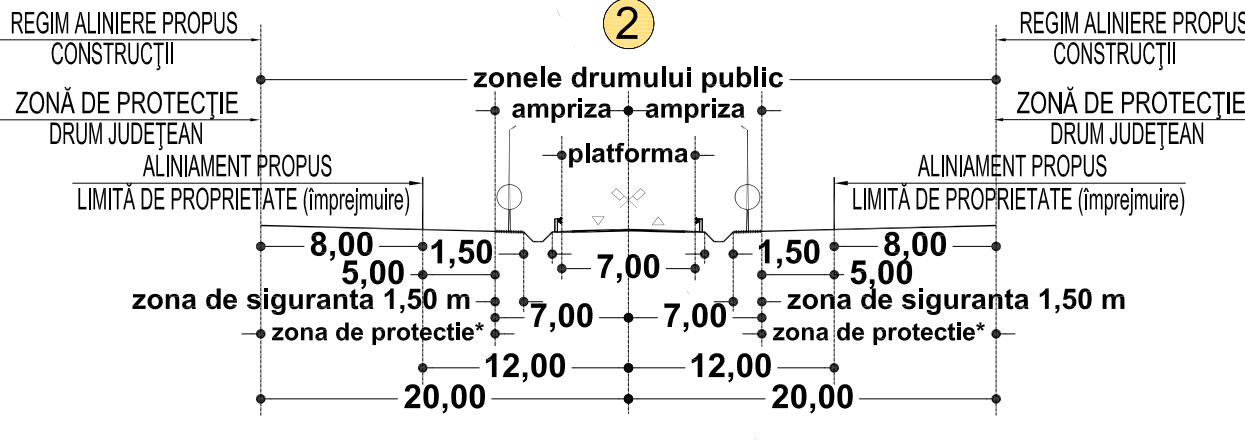 2
REGIM ALINIERE PROPUS
CONSTRUCŢII
REGIM ALINIERE PROPUS
CONSTRUCŢII
zonele drumului public
ZONĂ DE PROTECŢIE
DRUM JUDEŢEAN
ampriza
ampriza
ZONĂ DE PROTECŢIE
DRUM JUDEŢEAN
platforma
ALINIAMENT PROPUS
LIMITĂ DE PROPRIETATE (împrejmuire)
ALINIAMENT PROPUS
LIMITĂ DE PROPRIETATE (împrejmuire)
8,00
1,50
7,00
1,50
8,00
5,00
5,00
zona de siguranta 1,50 m
zona de siguranta 1,50 m
7,00
7,00
zona de protectie*
zona de protectie*
12,00
12,00
20,00
20,00